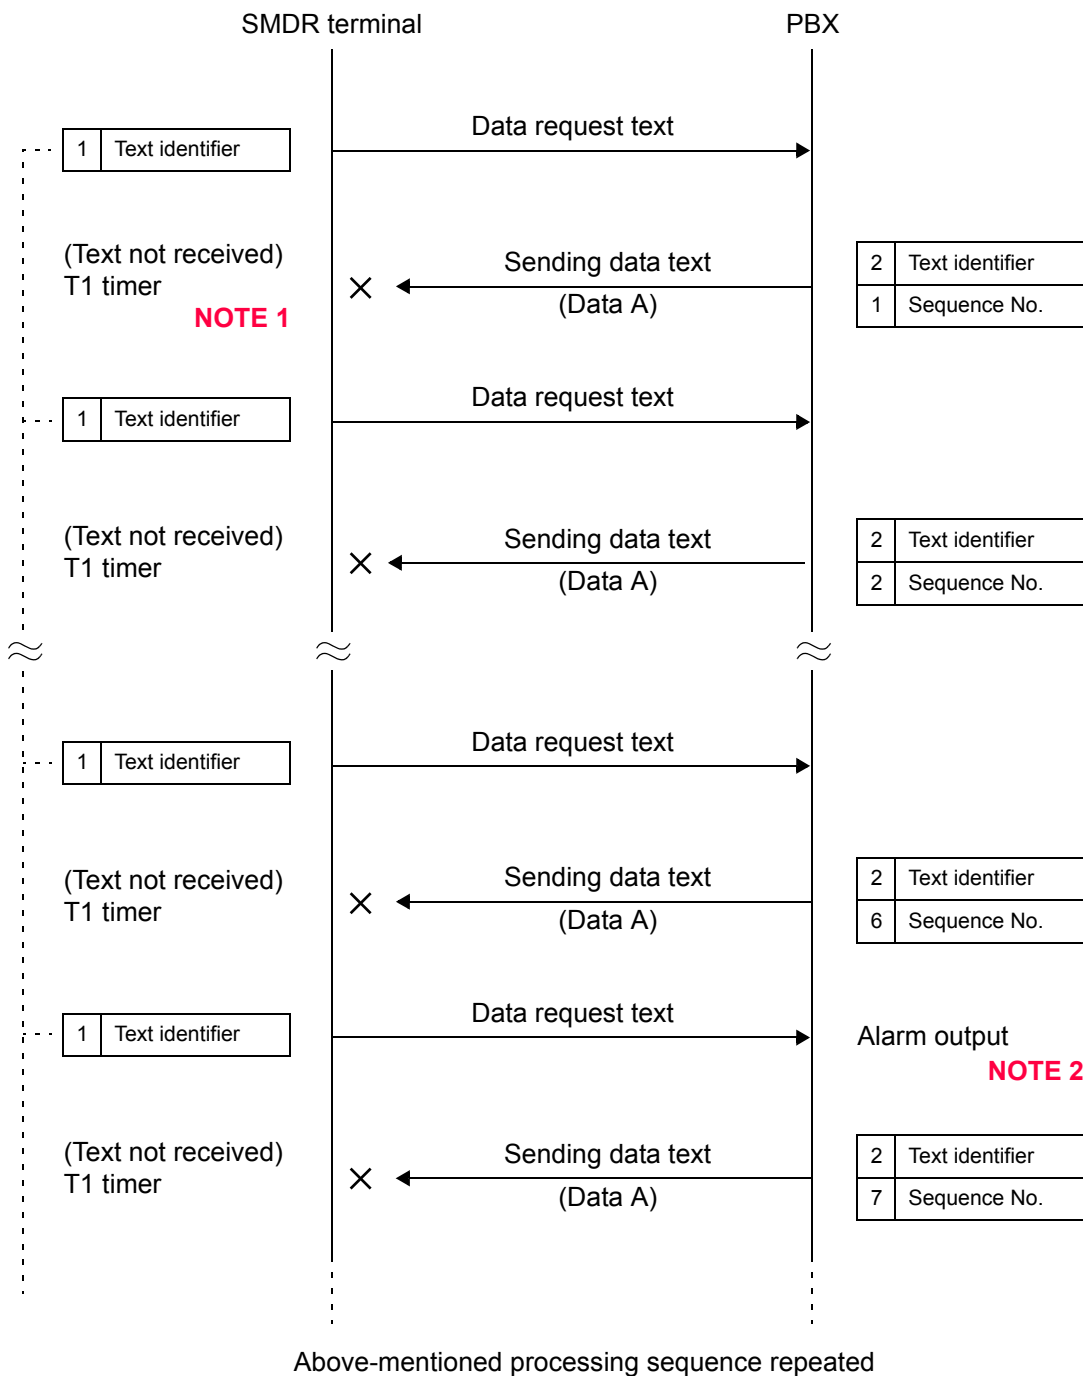 SMDR terminal
PBX
Data request text
1 Text identifier
(Text not received)
T1 timer
NOTE 1
Sending data text
(Data A)
2 Text identifier
1 Sequence No.
Data request text
1 Text identifier
(Text not received)
T1 timer
Sending data text
(Data A)
2 Text identifier
2 Sequence No.
Data request text
1 Text identifier
(Text not received)
T1 timer
Sending data text
(Data A)
2 Text identifier
6 Sequence No.
Data request text
1 Text identifier
Alarm output
NOTE 2
(Text not received)
T1 timer
Sending data text
(Data A)
2 Text identifier
7 Sequence No.
Above-mentioned processing sequence repeated